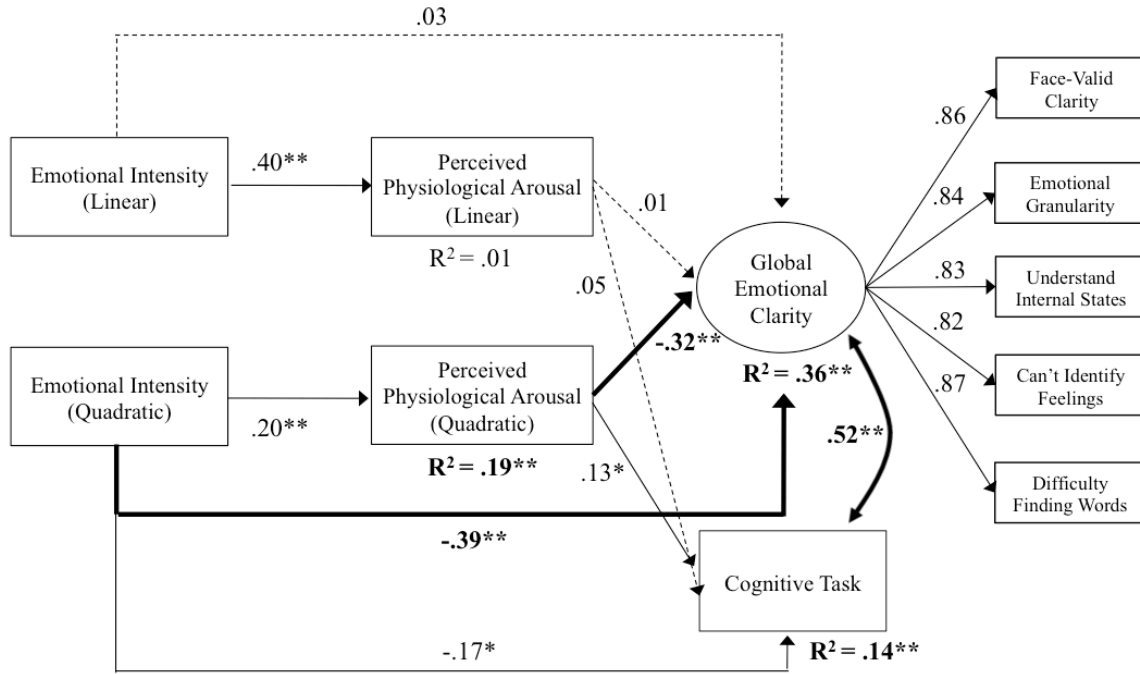 .03
Face-Valid
Clarity
.86
Emotional Intensity
(Linear)
.40**
Perceived
Physiological Arousal
(Linear)
R² = .01
.01
.84
Emotional
Granularity
.05
Global
Emotional
Clarity
.83
Understand
Internal States
-.32**
.82
R² = .36**
Can't Identify
Feelings
Emotional Intensity
(Quadratic)
.20**
Perceived
Physiological Arousal
(Quadratic)
R² = .19**
.87
.13*
.52**
Difficulty
Finding Words
-.39**
Cognitive Task
-.17*
R² = .14**